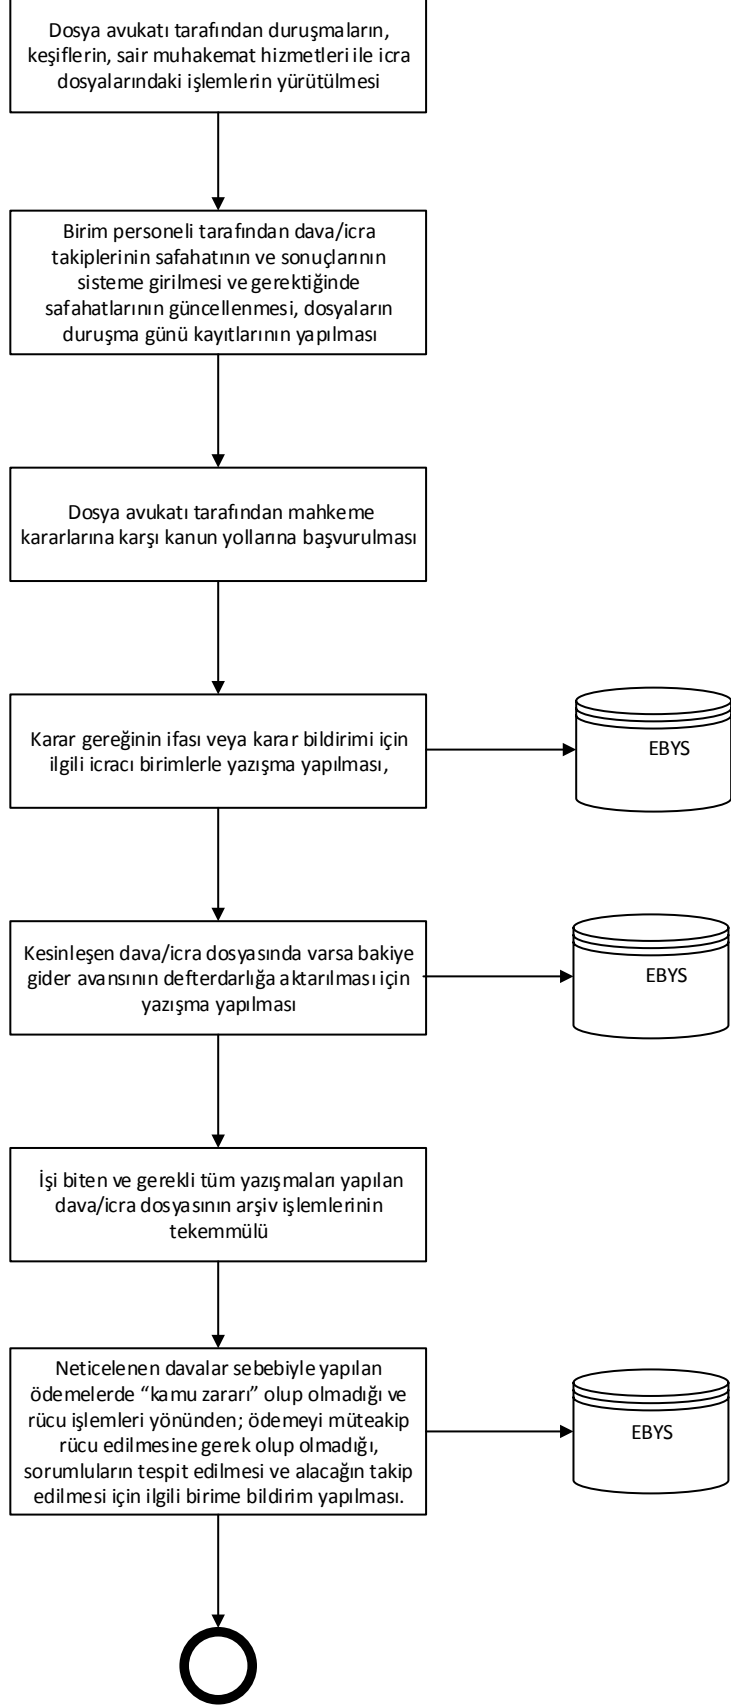 Dosya avukatı tarafından duruşmaların,
keşiflerin, sair muhakemat hizmetleri ile icra
dosyalarındaki işlemlerin yürütülmesi
Birim personeli tarafından dava/icra
takiplerinin safahatının ve sonuçlarının
sisteme girilmesi ve gerektiğinde
safahatlarının güncellenmesi, dosyaların
duruşma günü kayıtlarının yapılması
Dosya avukatı tarafından mahkeme
kararlarına karşı kanun yollarına başvurulması
Karar gereğinin ifası veya karar bildirimi için
ilgili icracı birimlerle yazışma yapılması,
EBYS
Kesinleşen dava/icra dosyasında varsa bakiye
gider avansının defterdarlığa aktarılması için
yazışma yapılması
EBYS
İşi biten ve gerekli tüm yazışmaları yapılan
dava/icra dosyasının arşiv işlemlerinin
tekemmülü
Neticelenen davalar sebebiyle yapılan
ödemelerde “kamu zararı” olup olmadığı ve
rücu işlemleri yönünden; ödemeyi müteakip
rücu edilmesine gerek olup olmadığı,
sorumluların tespit edilmesi ve alacağın takip
edilmesi için ilgili birime bildirim yapılması.
EBYS